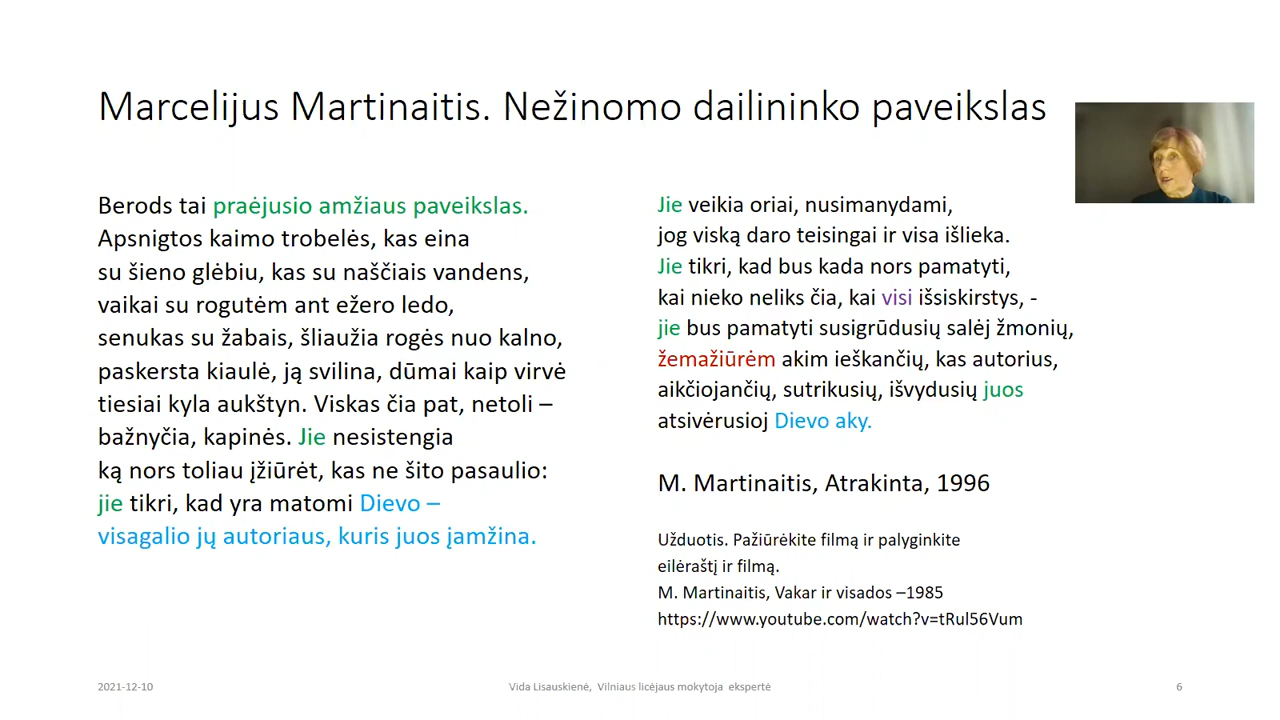 Marcelijus Martinaitis. Nežinomo dailininko paveikslas
Berods tai praėjusio amžiaus paveikslas.
Apsnigtos kaimo trobelės, kas eina
su šieno glėbiu, kas su naščiais vandens,
vaikai su rogutėm ant ežero ledo,
senukas su žabais, šliaužia rogės nuo kalno,
paskersta kiaulė, ją svilina, dūmai kaip virvė
tiesiai kyla aukštyn. Viskas čia pat, netoli –
bažnyčia, kapinės. Jie nesistengia
ką nors toliau įžiūrėt, kas ne šito pasaulio:
jie tikri, kad yra matomi Dievo –
visagalio jų autoriaus, kuris juos įamžina.
Jie veikia oriai, nusimanydami,
jog viską daro teisingai ir visa išlieka.
Jie tikri, kad bus kada nors pamatyti,
kai nieko neliks čia, kai visi išsiskirstys, -
jie bus pamatyti susigrūdusių salėj žmonių,
žemažiūrėm akim ieškančių, kas autorius,
aikčiojančių, sutrikusių, išvydusių juos
atsivėrusioj Dievo aky.
M. Martinaitis, Atrakinta, 1996
Užduotis. Pažiūrėkite filmą ir palyginkite
eilėraštį ir filmą.
M. Martinaitis, Vakar ir visados –1985
https://www.youtube.com/watch?v=tRul56Vum
2021-12-10
Vida Lisauskienė, Vilniaus licėjaus mokytoja ekspertė
6